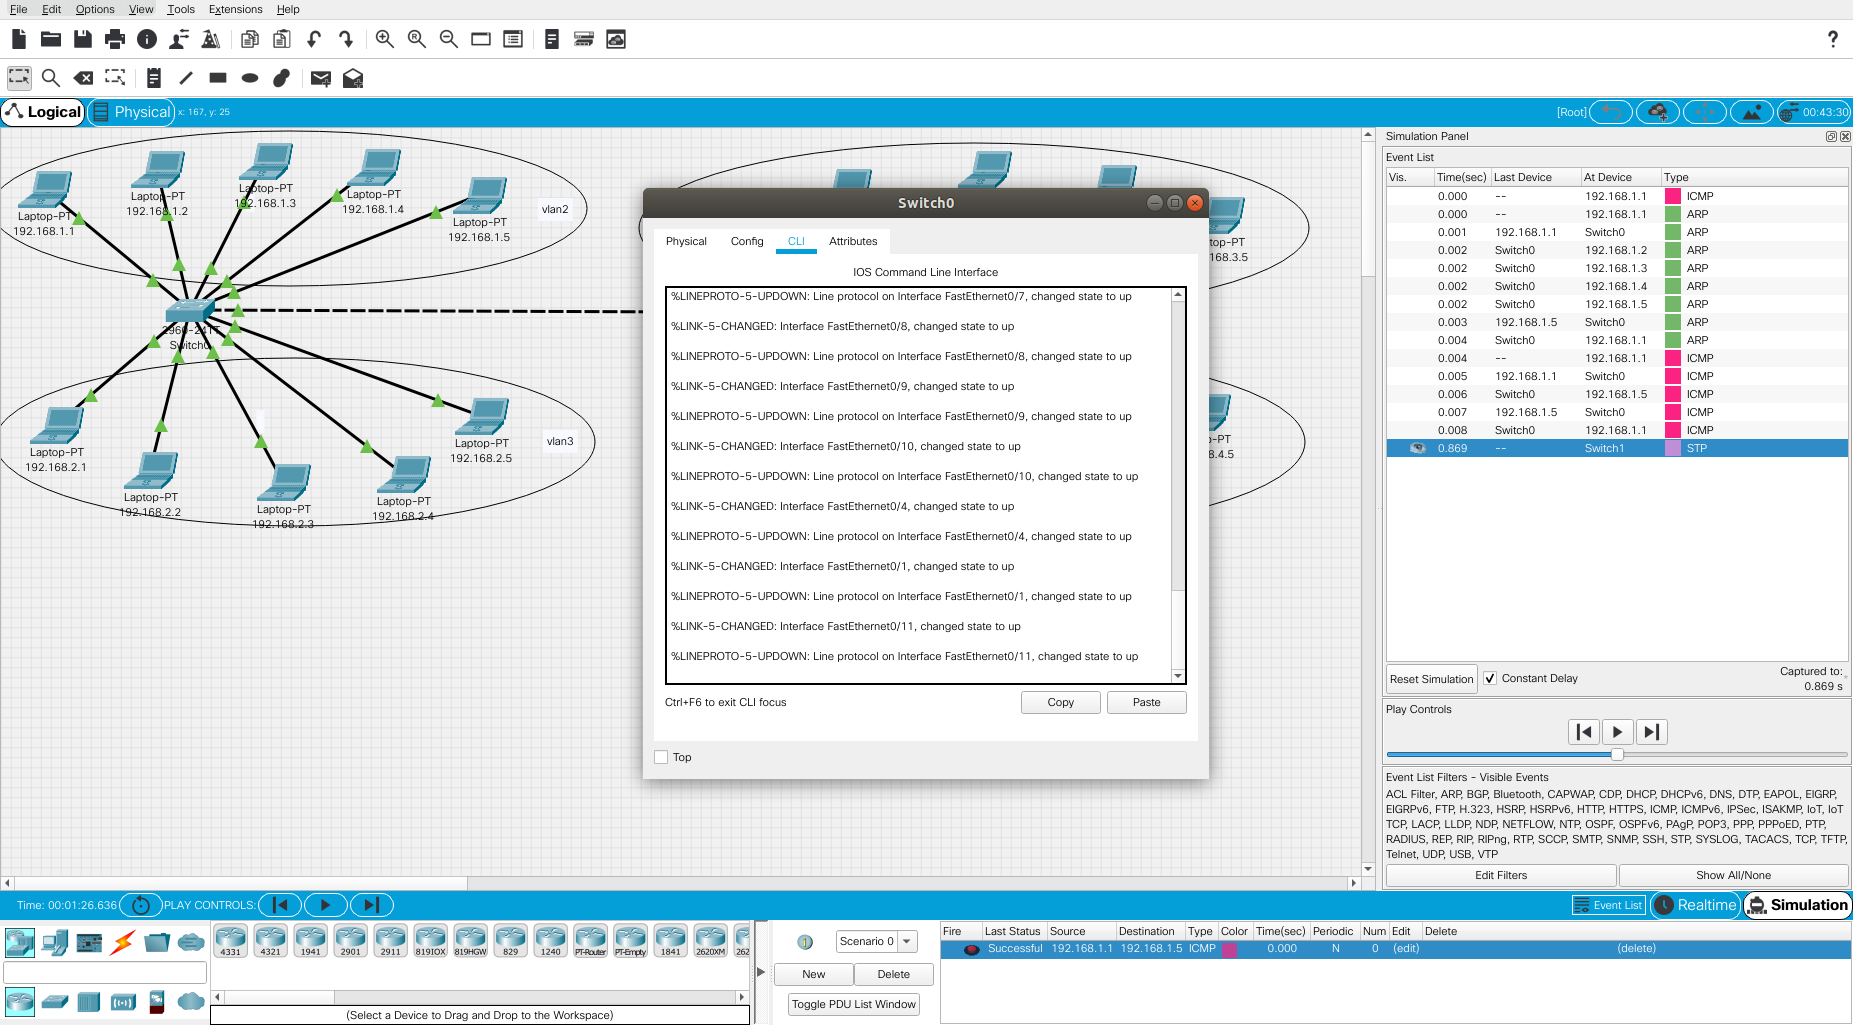 File Edit Options View Tools Extensions Help
?
Logical Physical x: 167, y: 25 [Root] 00:43:30
Laptop-PT
192.168.1.1
Laptop-PT
192.168.1.2
Laptop-PT
192.168.1.3
Laptop-PT
192.168.1.4
Laptop-PT
192.168.1.5
vlan2
2960-24TT
Switch0
Laptop-PT
192.168.2.1
Laptop-PT
192.168.2.2
Laptop-PT
192.168.2.3
Laptop-PT
192.168.2.4
Laptop-PT
192.168.2.5
vlan3
top-PT
168.3.5
-PT
8.4.5
Switch0
Physical Config CLI Attributes
IOS Command Line Interface
%LINEPROTO-5-UPDOWN: Line protocol on Interface FastEthernet0/7, changed state to up
%LINK-5-CHANGED: Interface FastEthernet0/8, changed state to up
%LINEPROTO-5-UPDOWN: Line protocol on Interface FastEthernet0/8, changed state to up
%LINK-5-CHANGED: Interface FastEthernet0/9, changed state to up
%LINEPROTO-5-UPDOWN: Line protocol on Interface FastEthernet0/9, changed state to up
%LINK-5-CHANGED: Interface FastEthernet0/10, changed state to up
%LINEPROTO-5-UPDOWN: Line protocol on Interface FastEthernet0/10, changed state to up
%LINK-5-CHANGED: Interface FastEthernet0/4, changed state to up
%LINEPROTO-5-UPDOWN: Line protocol on Interface FastEthernet0/4, changed state to up
%LINK-5-CHANGED: Interface FastEthernet0/1, changed state to up
%LINEPROTO-5-UPDOWN: Line protocol on Interface FastEthernet0/1, changed state to up
%LINK-5-CHANGED: Interface FastEthernet0/11, changed state to up
%LINEPROTO-5-UPDOWN: Line protocol on Interface FastEthernet0/11, changed state to up
Ctrl+F6 to exit CLI focus Copy Paste
Top
Simulation Panel
Event List
Vis. Time(sec) Last Device At Device Type
0.000 -- 192.168.1.1 ICMP
0.000 -- 192.168.1.1 ARP
0.001 192.168.1.1 Switch0 ARP
0.002 Switch0 192.168.1.2 ARP
0.002 Switch0 192.168.1.3 ARP
0.002 Switch0 192.168.1.4 ARP
0.002 Switch0 192.168.1.5 ARP
0.003 192.168.1.5 Switch0 ARP
0.004 Switch0 192.168.1.1 ARP
0.004 -- 192.168.1.1 ICMP
0.005 192.168.1.1 Switch0 ICMP
0.006 Switch0 192.168.1.5 ICMP
0.007 192.168.1.5 Switch0 ICMP
0.008 Switch0 192.168.1.1 ICMP
0.869 -- Switch1 STP
Reset Simulation Constant Delay Captured to:
0.869 s
Play Controls
Event List Filters - Visible Events
ACL Filter, ARP, BGP, Bluetooth, CAPWAP, CDP, DHCP, DHCPv6, DNS, DTP, EAPOL, EIGRP,
EIGRPv6, FTP, H.323, HSRP, HSRPv6, HTTP, HTTPS, ICMP, ICMPv6, IPSec, ISAKMP, IoT, IoT
TCP, LACP, LLDP, NDP, NETFLOW, NTP, OSPF, OSPFv6, PAgP, POP3, PPP, PPPoED, PTP,
RADIUS, REP, RIP, RIPng, RTP, SCCP, SMTP, SNMP, SSH, STP, SYSLOG, TACACS, TCP, TFTP,
Telnet, UDP, USB, VTP
Edit Filters Show All/None
Time: 00:01:26.636 PLAY CONTROLS: Event List Realtime Simulation
4331 4321 1941 2901 2911 819IOX 819HGW 829 1240 PT-Router PT-Empty 1841 2620XM 262
(Select a Device to Drag and Drop to the Workspace)
Scenario 0
New Delete
Toggle PDU List Window
Fire Last Status Source Destination Type Color Time(sec) Periodic Num Edit Delete
Successful 192.168.1.1 192.168.1.5 ICMP 0.000 N 0 (edit) (delete)